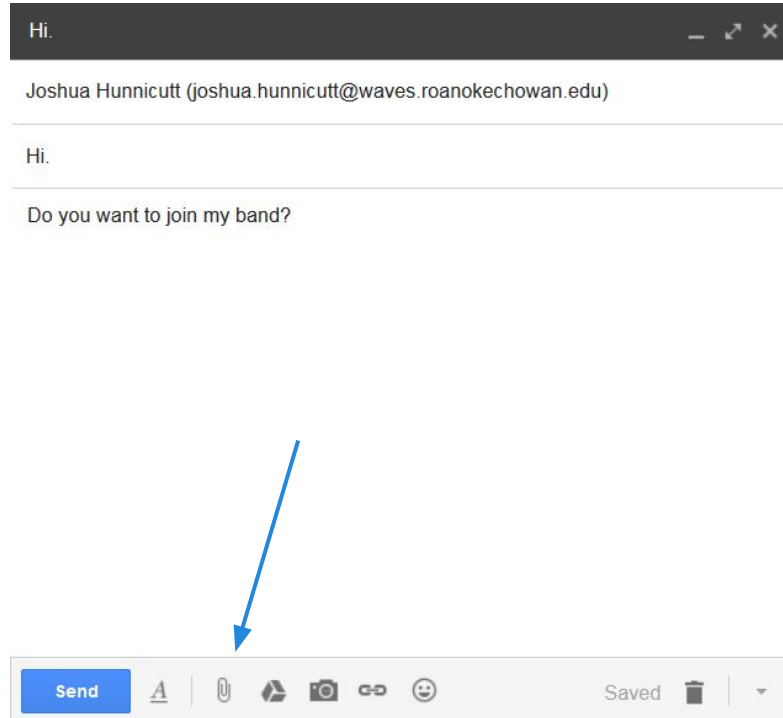 Hi.
Joshua Hunnicutt (joshua.hunnicutt@waves.roanokechowan.edu)
Hi.
Do you want to join my band?
Send A Saved